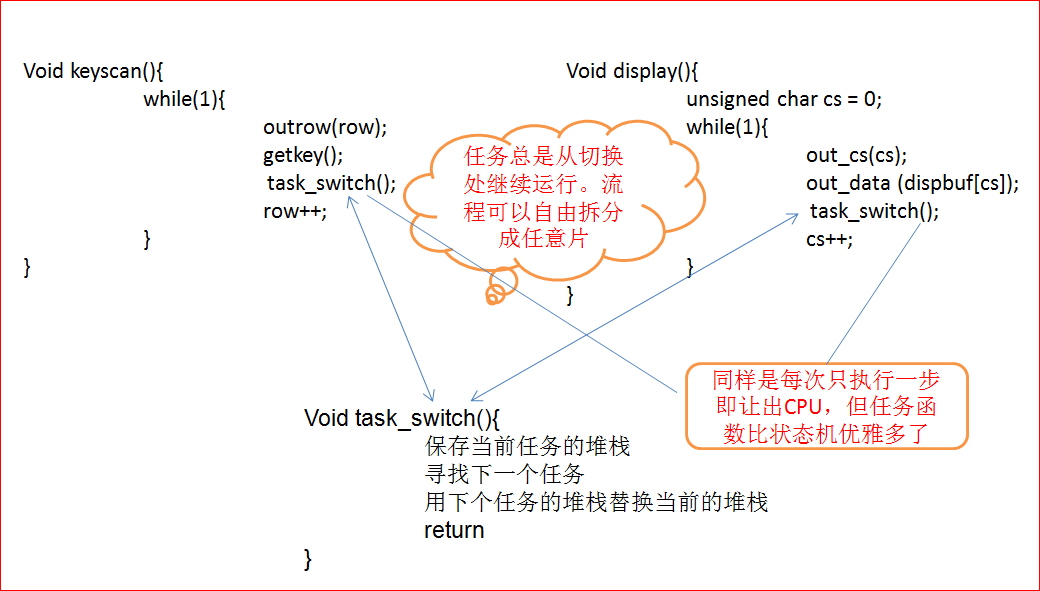 Void keyscan(){
while(1){
outrow(row);
getkey();
task_switch();
row++;
}
}
Void display(){
unsigned char cs = 0;
while(1){
out_cs(cs);
out_data (dispbuf[cs]);
task_switch();
cs++;
}
}
任务总是从切换
处继续运行。流
程可以自由拆分
成任意片
同样是每次只执行一步
即让出CPU，但任务函
数比状态机优雅多了
Void task_switch(){
保存当前任务的堆栈
寻找下一个任务
用下个任务的堆栈替换当前的堆栈
return
}